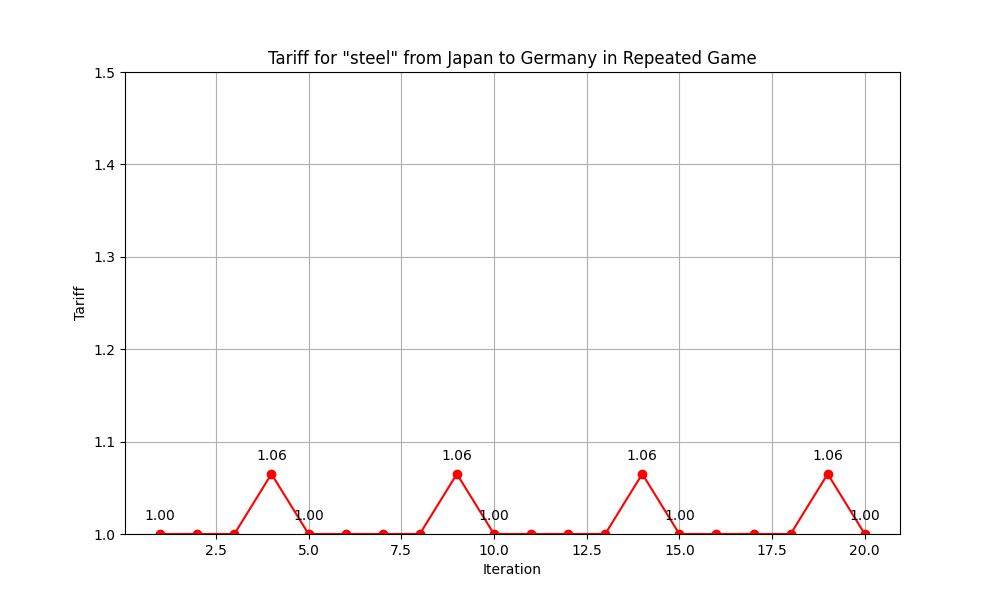 Tariff for "steel" from Japan to Germany in Repeated Game
1.5
1.4
1.3
1.2
1.1
1.0
Tariff
1.06 1.06 1.06 1.06
1.00 1.00 1.00 1.00 1.00
2.5 5.0 7.5 10.0 12.5 15.0 17.5 20.0
Iteration